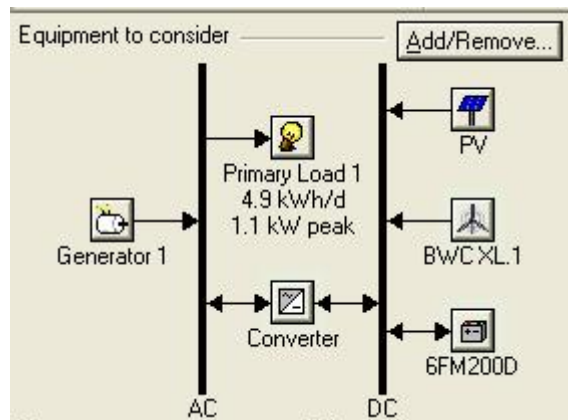 Equipment to consider
Add/Remove...
PV
Primary Load 1
4.9 kWh/d
1.1 kW peak
Generator 1
BWC XL.1
Converter
6FM200D
AC
DC